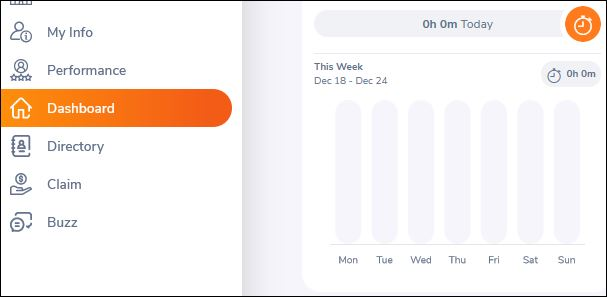 My Info
Performance
Dashboard
Directory
Claim
Buzz
0h 0m Today
This Week
Dec 18 - Dec 24
0h 0m
Mon Tue Wed Thu Fri Sat Sun